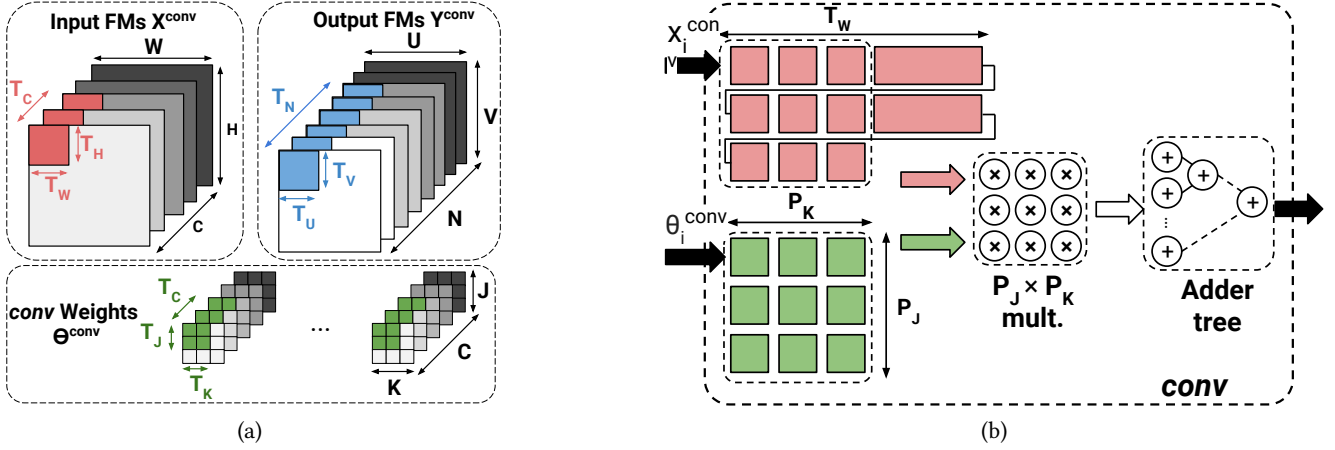 Input FMs X^conv
W
T_C
T_H
T_W
H
C
Output FMs Y^conv
U
T_N
V
T_V
T_U
N
conv Weights
Θ^conv
T_C
T_J
T_K
...
J
C
K
(a)
X_i^con
v
T_W
P_K
θ_i^conv
P_J
× × ×
× × ×
× × ×
P_J × P_K
mult.
+
+
+
+
+
...
Adder
tree
conv
(b)